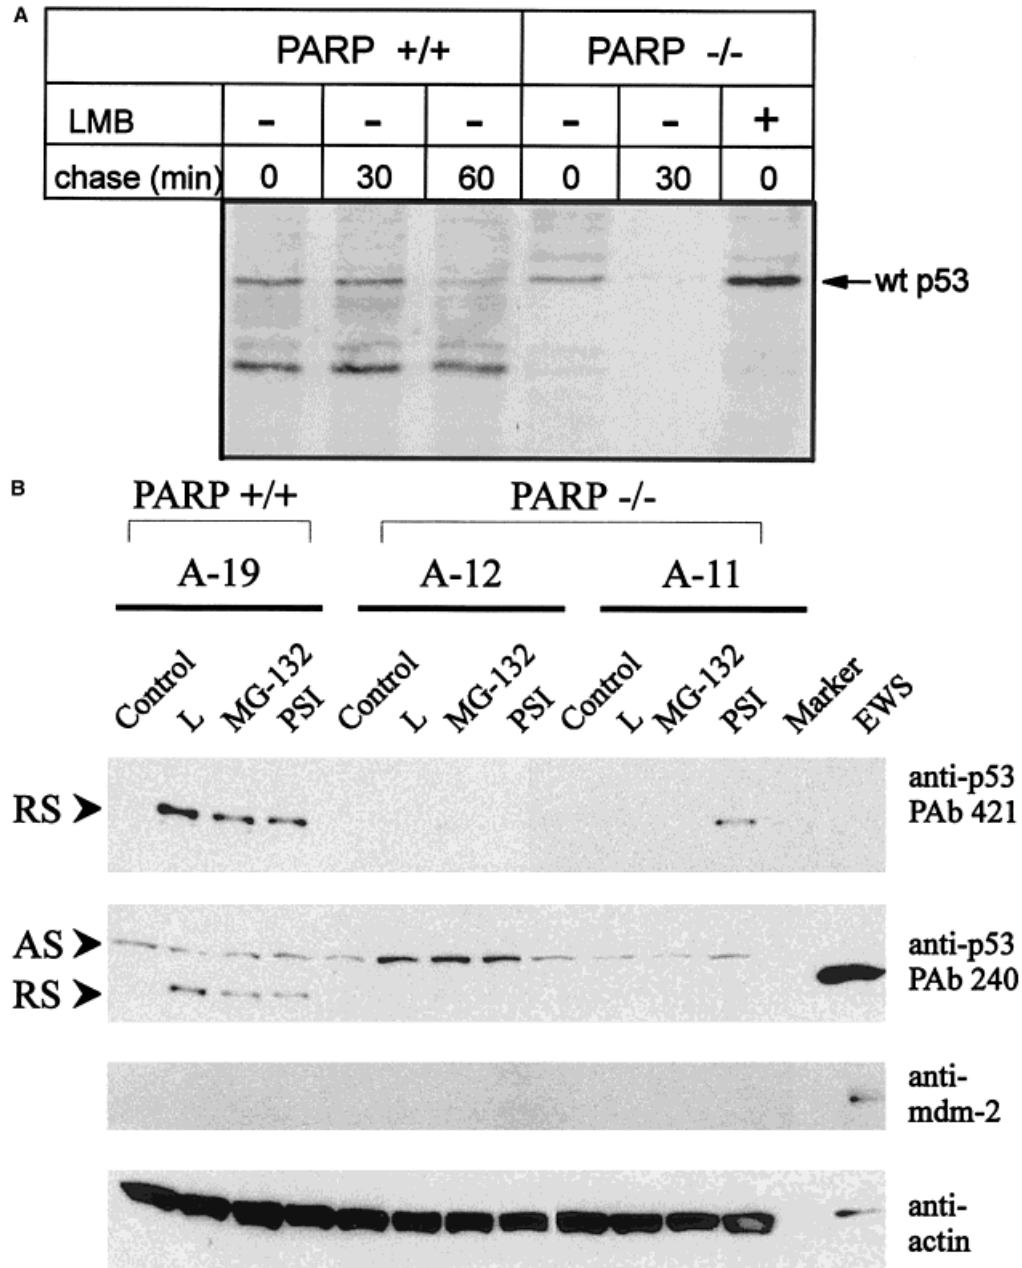 A
PARP +/+ PARP -/-
LMB - - - - - +
chase (min) 0 30 60 0 30 0
wt p53
B
PARP +/+ PARP -/-
A-19 A-12 A-11
Control L MG-132 PSI Control L MG-132 PSI Control L MG-132 PSI Marker EWS
RS anti-p53 PAb 421
AS anti-p53
RS PAb 240
anti-
mdm-2
anti-
actin